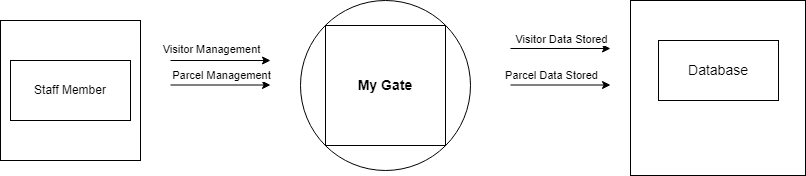 Visitor Management
Parcel Management
Staff Member
My Gate
Visitor Data Stored
Parcel Data Stored
Database